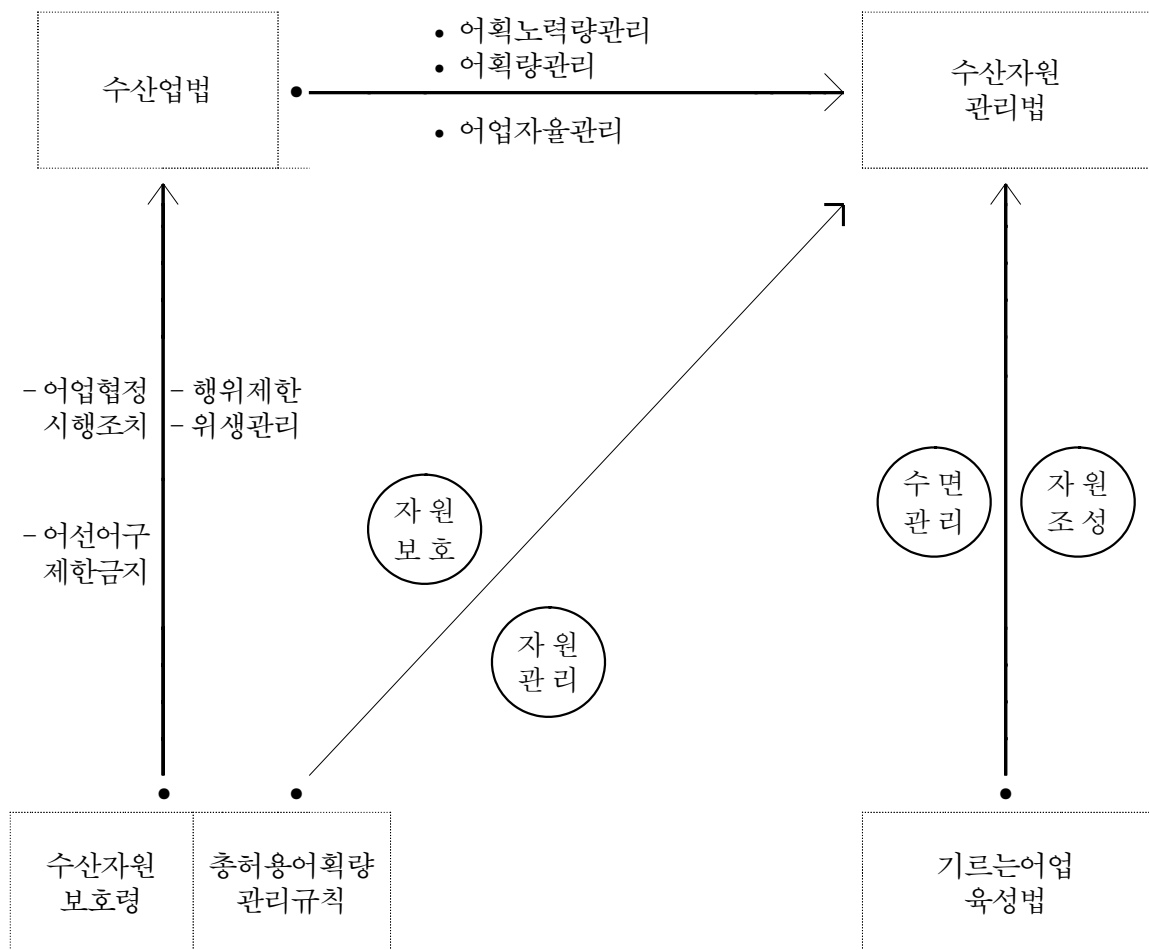 • 어획노력량관리
• 어획량관리
수산업법
수산자원
관리법
• 어업자율관리
- 어업협정
시행조치
- 행위제한
- 위생관리
- 어선어구
제한금지
자 원
보 호
자 원
관 리
수 면
관 리
자 원
조 성
수산자원
보호령
총허용어획량
관리규칙
기르는어업
육성법